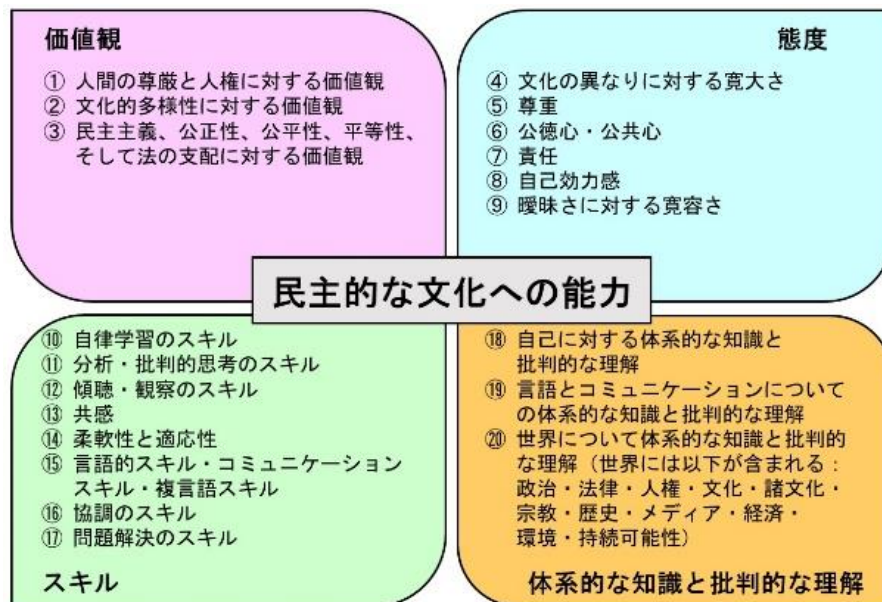 価値観
① 人間の尊厳と人権に対する価値観
② 文化的多様性に対する価値観
③ 民主主義、公正性、公平性、平等性、
そして法の支配に対する価値観
態度
④ 文化の異なりに対する寛大さ
⑤ 尊重
⑥ 公徳心・公共心
⑦ 責任
⑧ 自己効力感
⑨ 曖昧さに対する寛容さ
民主的な文化への能力
⑩ 自律学習のスキル
⑪ 分析・批判的思考のスキル
⑫ 傾聴・観察のスキル
⑬ 共感
⑭ 柔軟性と適応性
⑮ 言語的スキル・コミュニケーション
スキル・複言語スキル
⑯ 協調のスキル
⑰ 問題解決のスキル
スキル
⑱ 自己に対する体系的な知識と
批判的な理解
⑲ 言語とコミュニケーションについて
の体系的な知識と批判的な理解
⑳ 世界について体系的な知識と批判的
な理解（世界には以下が含まれる：
政治・法律・人権・文化・諸文化・
宗教・歴史・メディア・経済・
環境・持続可能性）
体系的な知識と批判的な理解